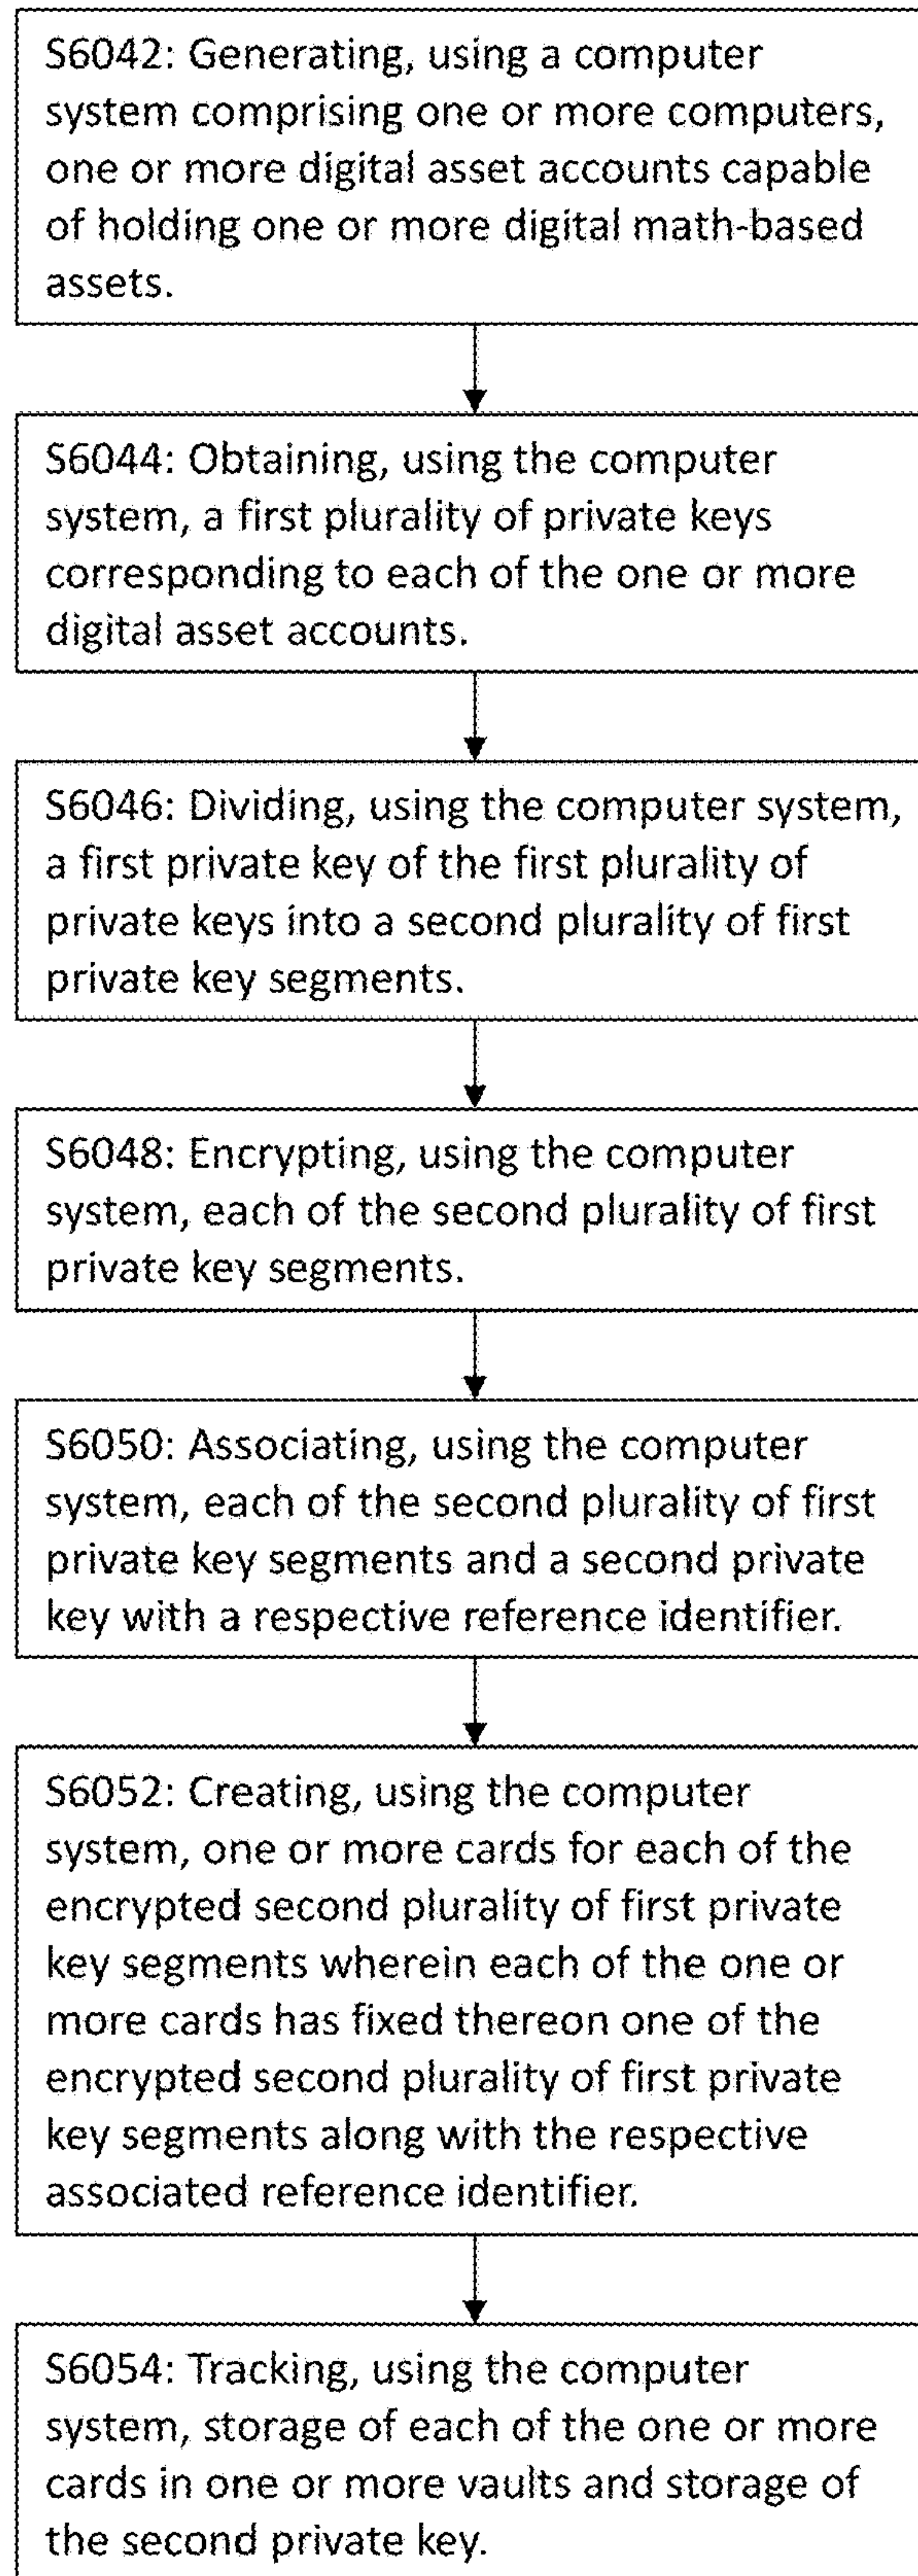 S6042: Generating, using a computer
system comprising one or more computers,
one or more digital asset accounts capable
of holding one or more digital math-based
assets.
S6044: Obtaining, using the computer
system, a first plurality of private keys
corresponding to each of the one or more
digital asset accounts.
S6046: Dividing, using the computer system,
a first private key of the first plurality of
private keys into a second plurality of first
private key segments.
S6048: Encrypting, using the computer
system, each of the second plurality of first
private key segments.
S6050: Associating, using the computer
system, each of the second plurality of first
private key segments and a second private
key with a respective reference identifier.
S6052: Creating, using the computer
system, one or more cards for each of the
encrypted second plurality of first private
key segments wherein each of the one or
more cards has fixed thereon one of the
encrypted second plurality of first private
key segments along with the respective
associated reference identifier.
S6054: Tracking, using the computer
system, storage of each of the one or more
cards in one or more vaults and storage of
the second private key.